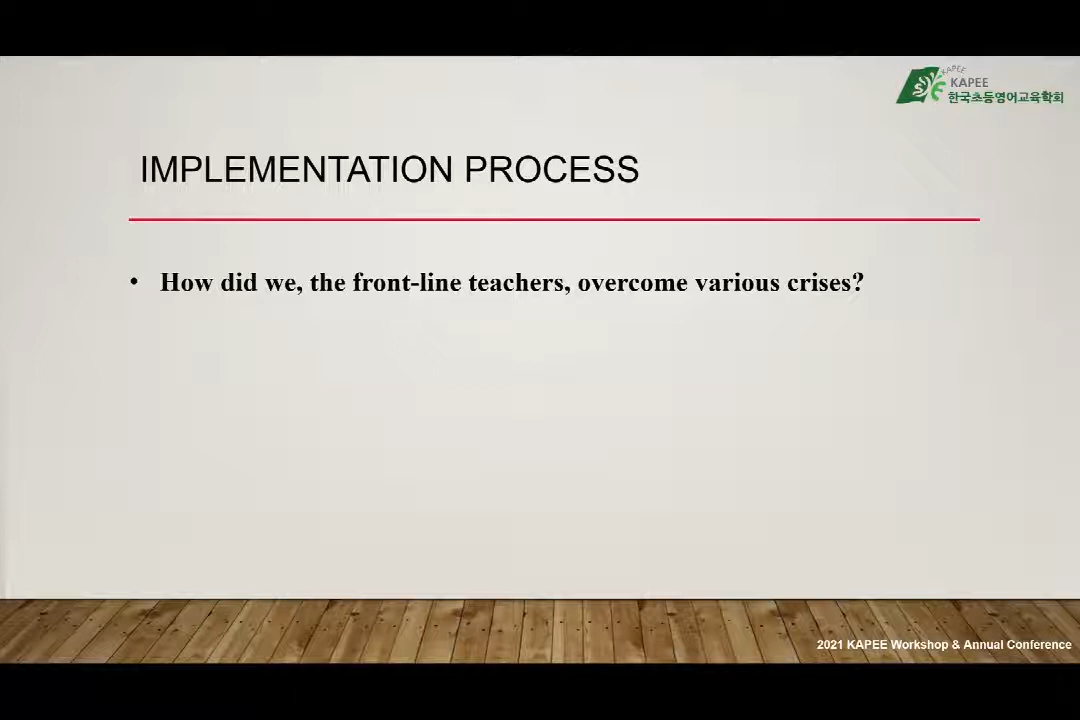 KAPEE
KAPEE
한국초등영어교육학회
IMPLEMENTATION PROCESS
• How did we, the front-line teachers, overcome various crises?
2021 KAPEE Workshop & Annual Conference